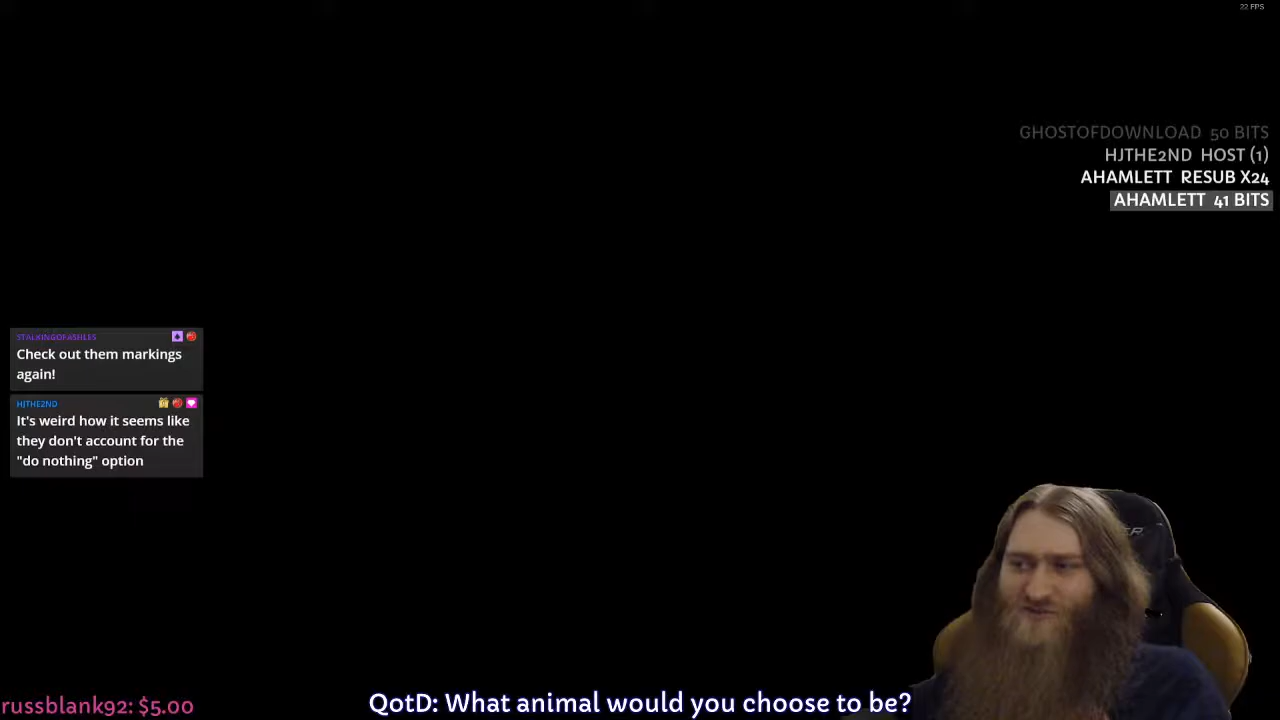 22 FPS
GHOSTOFDOWNLOAD 50 BITS
HJTHE2ND HOST (1)
AHAMLETT RESUB X24
AHAMLETT 41 BITS
Check out them markings
again!
HJTHE2ND
It's weird how it seems like
they don't account for the
"do nothing" option
russblank92: $5.00
QotD: What animal would you choose to be?